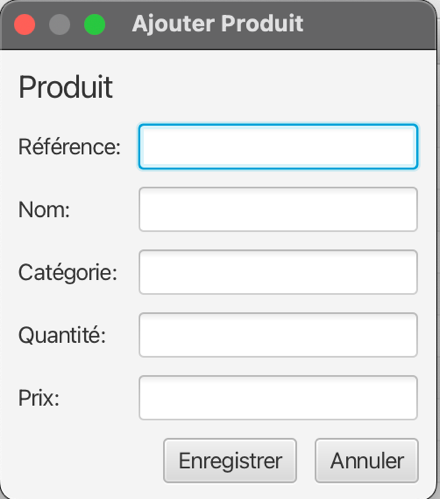 Ajouter Produit
Produit
Référence:
Nom:
Catégorie:
Quantité:
Prix:
Enregistrer Annuler